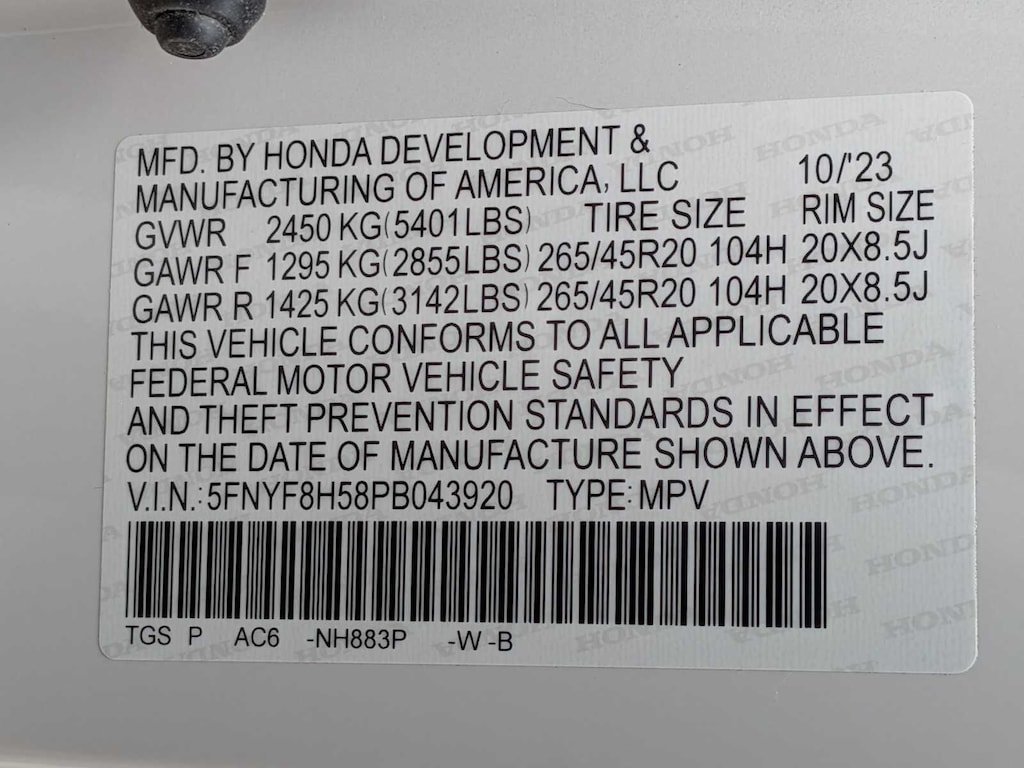 MFD. BY HONDA DEVELOPMENT &
MANUFACTURING OF AMERICA, LLC 10/'23
GVWR 2450 KG(5401LBS) TIRE SIZE RIM SIZE
GAWR F 1295 KG(2855LBS) 265/45R20 104H 20X8.5J
GAWR R 1425 KG(3142LBS) 265/45R20 104H 20X8.5J
THIS VEHICLE CONFORMS TO ALL APPLICABLE
FEDERAL MOTOR VEHICLE SAFETY
AND THEFT PREVENTION STANDARDS IN EFFECT
ON THE DATE OF MANUFACTURE SHOWN ABOVE.
V.I.N.:5FNYF8H58PB043920 TYPE:MPV
TGS P AC6 -NH883P -W -B